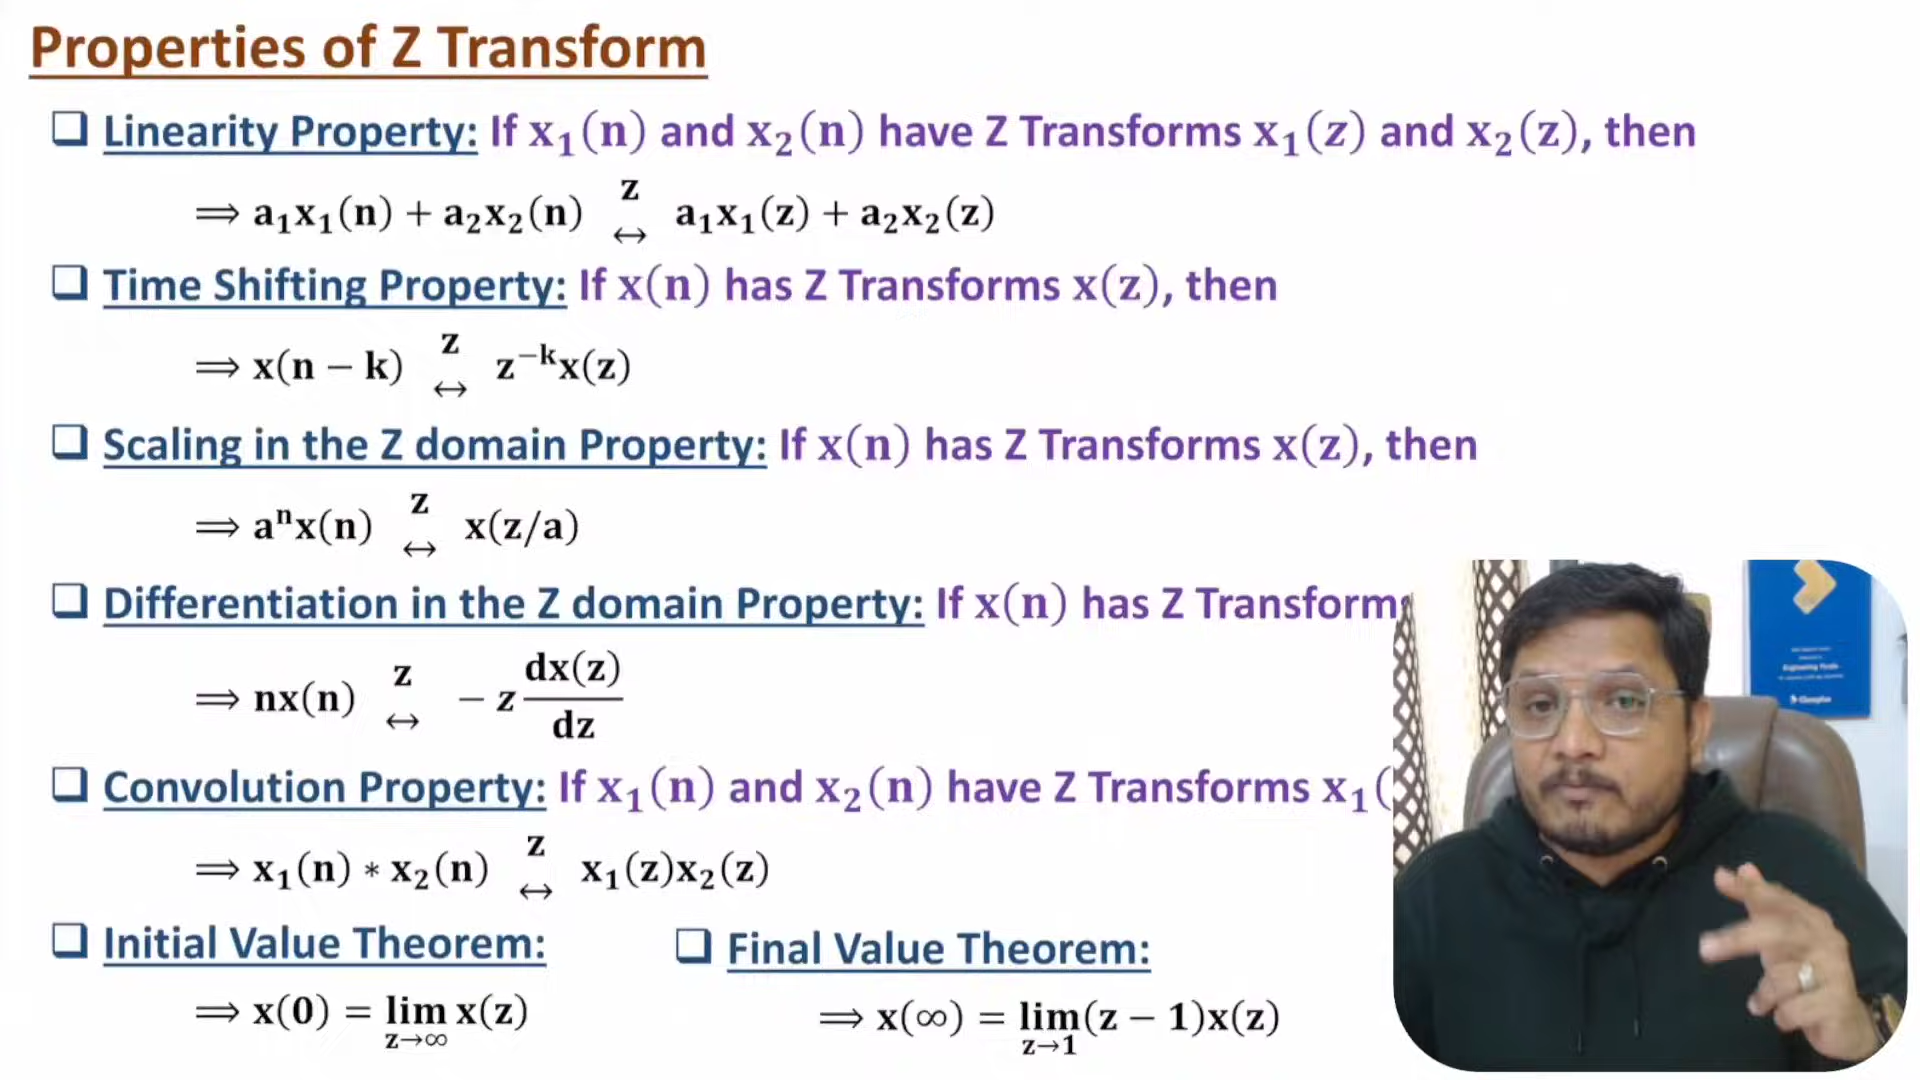 Properties of Z Transform
❑ Linearity Property: If x₁(n) and x₂(n) have Z Transforms x₁(z) and x₂(z), then
⟹ a₁x₁(n) + a₂x₂(n) z↔ a₁x₁(z) + a₂x₂(z)
❑ Time Shifting Property: If x(n) has Z Transforms x(z), then
⟹ x(n − k) z↔ z⁻ᵏx(z)
❑ Scaling in the Z domain Property: If x(n) has Z Transforms x(z), then
⟹ aⁿx(n) z↔ x(z/a)
❑ Differentiation in the Z domain Property: If x(n) has Z Transforms
⟹ nx(n) z↔ − z dx(z)/dz
❑ Convolution Property: If x₁(n) and x₂(n) have Z Transforms x₁(
⟹ x₁(n) ∗ x₂(n) z↔ x₁(z)x₂(z)
❑ Initial Value Theorem:
⟹ x(0) = lim z→∞ x(z)
❑ Final Value Theorem:
⟹ x(∞) = lim z→1 (z − 1)x(z)